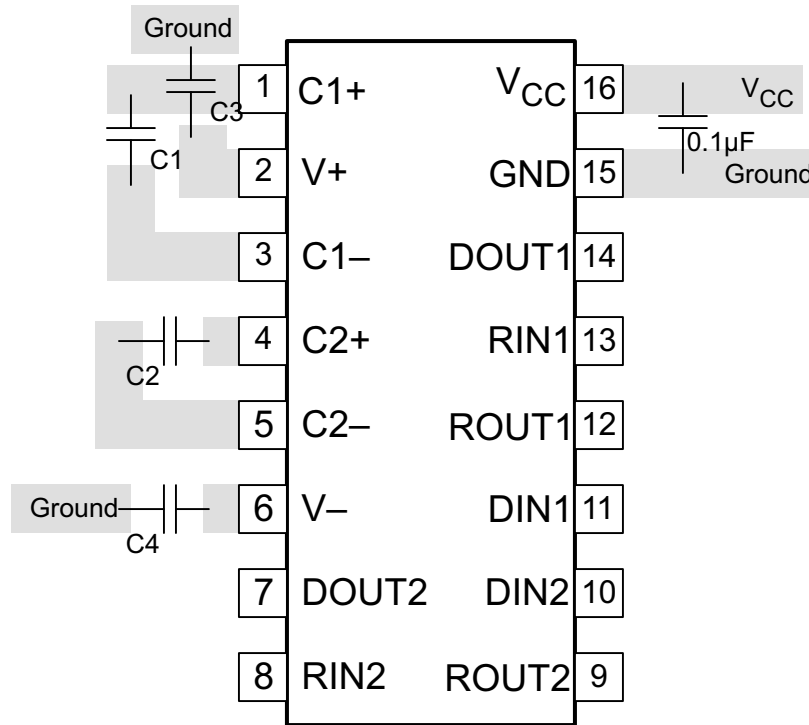 Ground
1 C1+ VCC 16 VCC
C3
C1 0.1µF
2 V+ GND 15 Ground
3 C1– DOUT1 14
4 C2+ RIN1 13
C2
5 C2– ROUT1 12
Ground 6 V– DIN1 11
C4
7 DOUT2 DIN2 10
8 RIN2 ROUT2 9